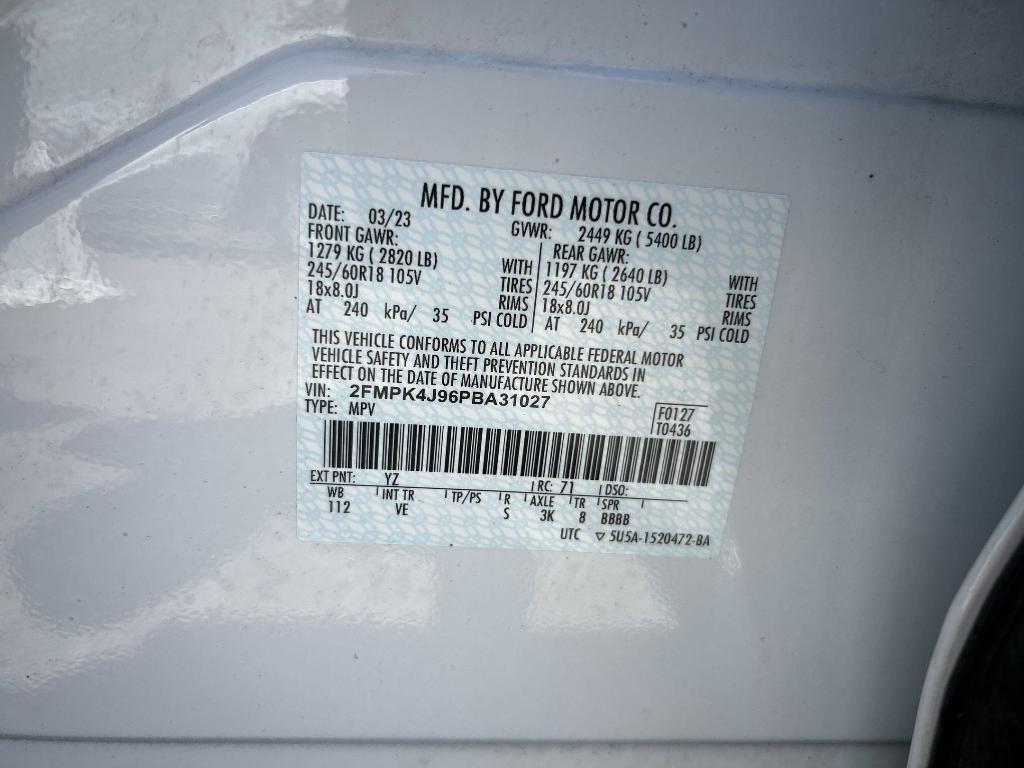 MFD. BY FORD MOTOR CO.
DATE: 03/23 GVWR: 2449 KG ( 5400 LB)
FRONT GAWR: REAR GAWR:
1279 KG ( 2820 LB) WITH 1197 KG ( 2640 LB) WITH
245/60R18 105V TIRES 245/60R18 105V TIRES
18x8.0J RIMS 18x8.0J RIMS
AT 240 kPa/ 35 PSI COLD AT 240 kPa/ 35 PSI COLD
THIS VEHICLE CONFORMS TO ALL APPLICABLE FEDERAL MOTOR
VEHICLE SAFETY AND THEFT PREVENTION STANDARDS IN
EFFECT ON THE DATE OF MANUFACTURE SHOWN ABOVE.
VIN: 2FMPK4J96PBA31027
TYPE: MPV F0127
T0436
EXT PNT: YZ RC: 71 DSO:
WB INT TR TP/PS R AXLE TR SPR
112 VE S 3K 8 BBBB
UTC ▽ 5U5A-1520472-BA